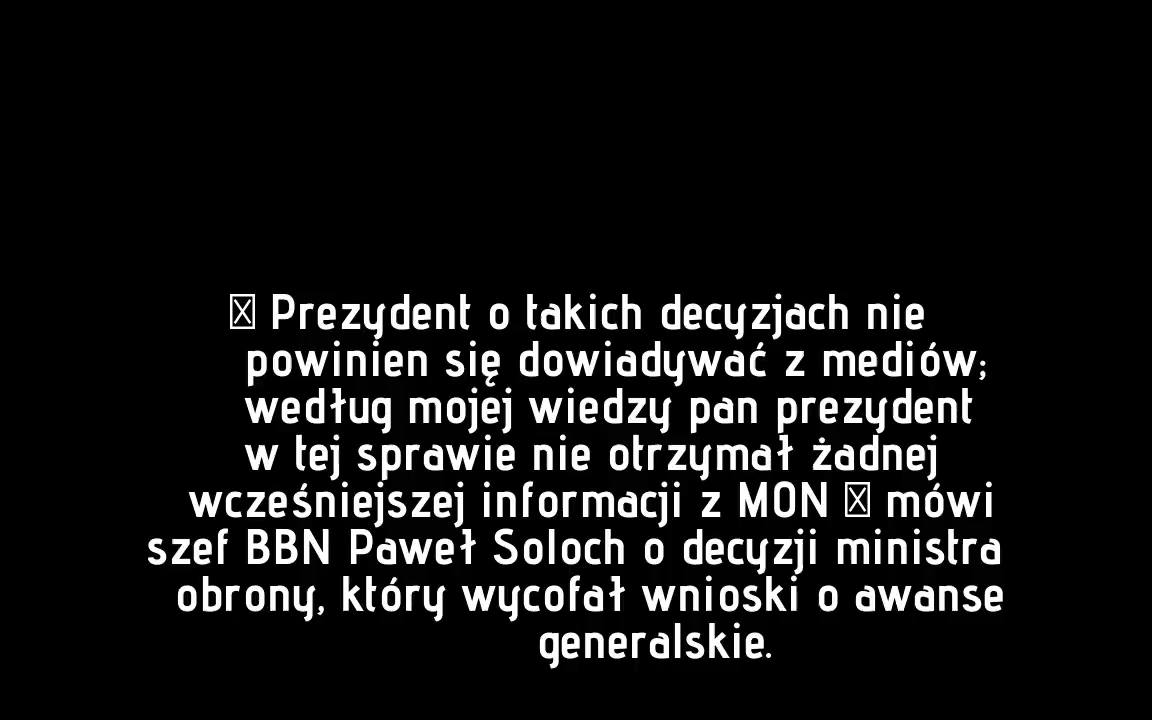 Prezydent o takich decyzjach nie
powinien się dowiadywać z mediów;
według mojej wiedzy pan prezydent
w tej sprawie nie otrzymał żadnej
wcześniejszej informacji z MON mówi
szef BBN Paweł Soloch o decyzji ministra
obrony, który wycofał wnioski o awanse
generalskie.